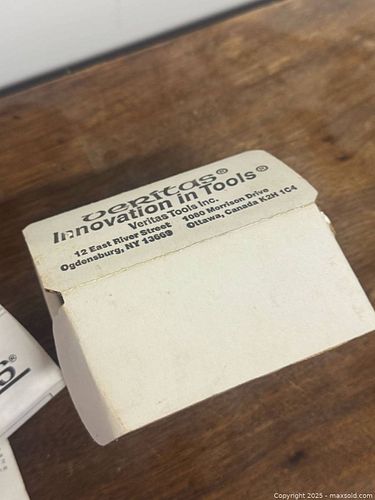 veritas®
Innovation in Tools®
Veritas Tools Inc.
12 East River Street 1080 Morrison Drive
Ogdensburg, NY 13669 Ottawa, Canada K2H 1C4
S®
Copyright 2025 - maxsold.com